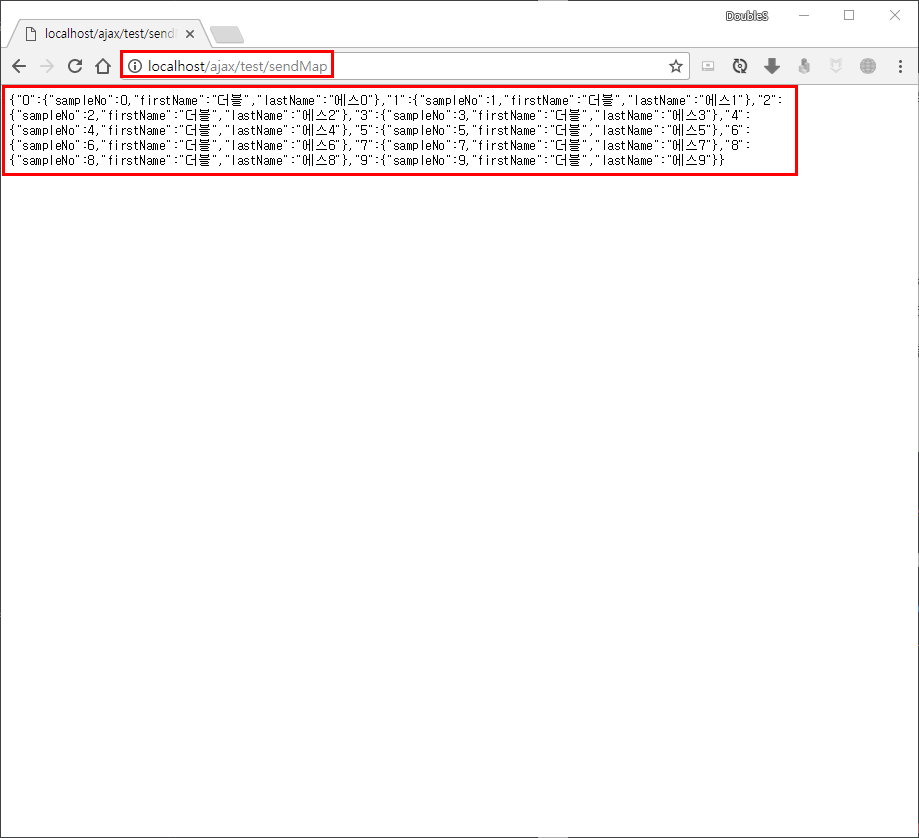 DoubleS
localhost/ajax/test/send
localhost/ajax/test/sendMap
{"0":{"sampleNo":0,"firstName":"더블","lastName":"에스0"},"1":{"sampleNo":1,"firstName":"더블","lastName":"에스1"},"2":
{"sampleNo":2,"firstName":"더블","lastName":"에스2"},"3":{"sampleNo":3,"firstName":"더블","lastName":"에스3"},"4":
{"sampleNo":4,"firstName":"더블","lastName":"에스4"},"5":{"sampleNo":5,"firstName":"더블","lastName":"에스5"},"6":
{"sampleNo":6,"firstName":"더블","lastName":"에스6"},"7":{"sampleNo":7,"firstName":"더블","lastName":"에스7"},"8":
{"sampleNo":8,"firstName":"더블","lastName":"에스8"},"9":{"sampleNo":9,"firstName":"더블","lastName":"에스9"}}